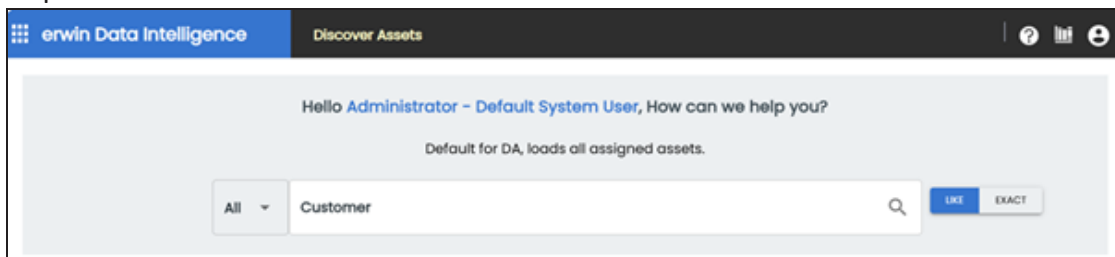 erwin Data Intelligence Discover Assets
Hello Administrator - Default System User, How can we help you?
Default for DA, loads all assigned assets.
All Customer LIKE EXACT